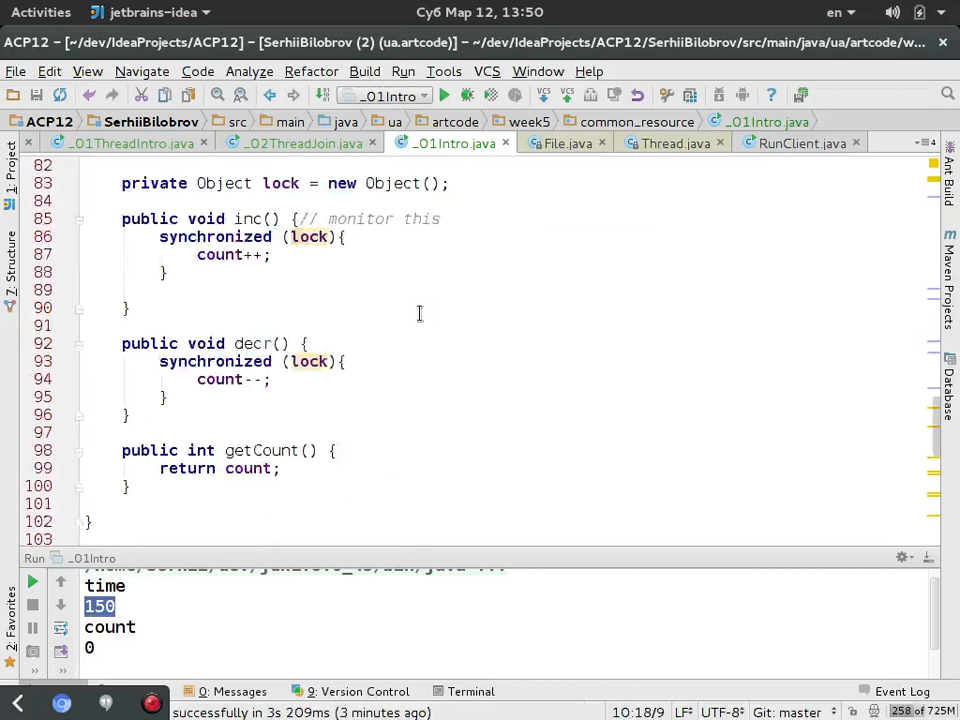 Activities jetbrains-idea Суб Мар 12, 13:50 en
ACP12 – [~/dev/IdeaProjects/ACP12] – [SerhiiBilobrov (2) (ua.artcode)] – ~/dev/IdeaProjects/ACP12/SerhiiBilobrov/src/main/java/ua/artcode/w...
File Edit View Navigate Code Analyze Refactor Build Run Tools VCS Window Help
_01Intro
ACP12 SerhiiBilobrov src main java ua artcode week5 common_resource _01Intro.java
_01ThreadIntro.java _02ThreadJoin.java _01Intro.java File.java Thread.java RunClient.java
1: Project
7: Structure
2: Favorites
Ant Build
Maven Projects
Database
82
83 private Object lock = new Object();
84
85 public void inc() {// monitor this
86 synchronized (lock){
87 count++;
88 }
89
90 }
91
92 public void decr() {
93 synchronized (lock){
94 count--;
95 }
96 }
97
98 public int getCount() {
99 return count;
100 }
101
102 }
103
Run _01Intro
time
150
count
0
0: Messages 9: Version Control Terminal Event Log
successfully in 3s 209ms (3 minutes ago) 10:18/9 LF UTF-8 Git: master 258 of 725M